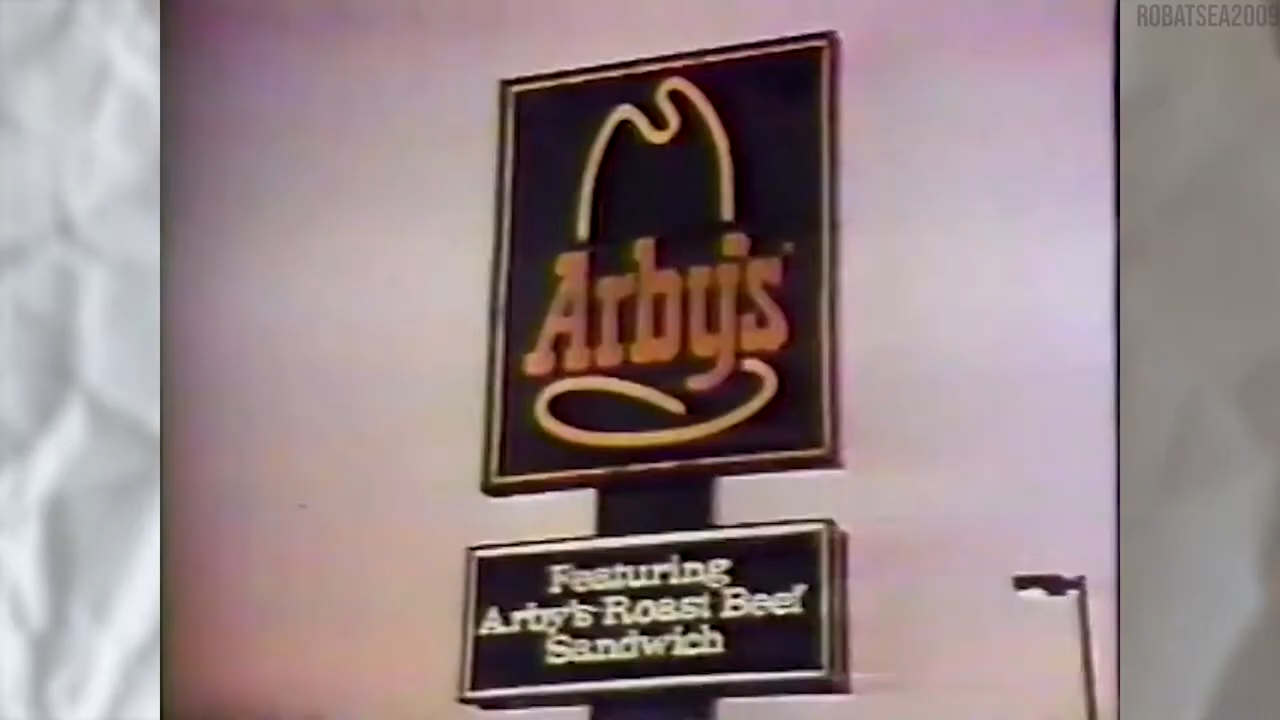 ROBATSEA2009
Arby's
Featuring
Arby's Roast Beef
Sandwich